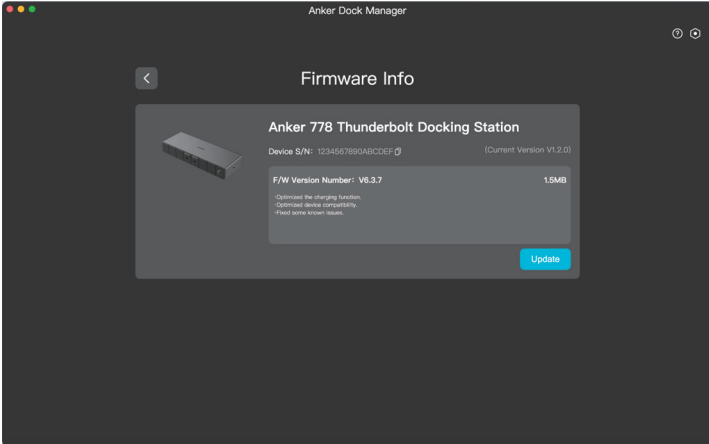 Anker Dock Manager
Firmware Info
Anker 778 Thunderbolt Docking Station
Device S/N: 1234567890ABCDEF (Current Version V1.2.0)
F/W Version Number: V6.3.7 1.5MB
·Optimized the charging function.
·Optimized device compatibility.
·Fixed some known issues.
Update